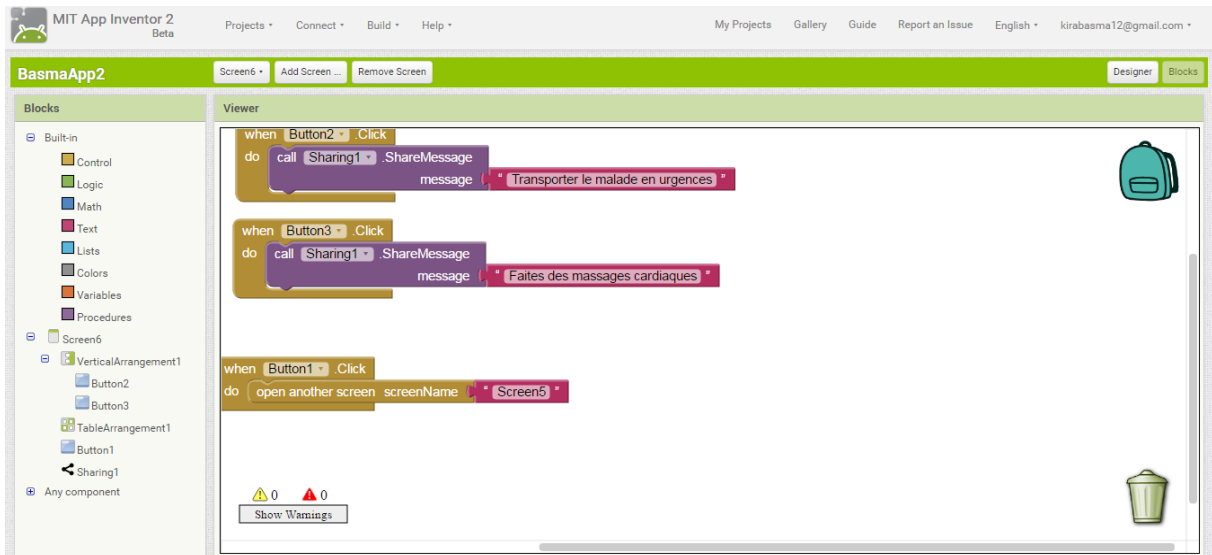 MIT App Inventor 2
Beta
Projects Connect Build Help My Projects Gallery Guide Report an Issue English kirabasma12@gmail.com
BasmaApp2 Screen6 Add Screen ... Remove Screen Designer Blocks
Blocks
Built-in
Control
Logic
Math
Text
Lists
Colors
Variables
Procedures
Screen6
VerticalArrangement1
Button2
Button3
TableArrangement1
Button1
Sharing1
Any component
Viewer
when Button2 .Click
do call Sharing1 .ShareMessage
message " Transporter le malade en urgences "
when Button3 .Click
do call Sharing1 .ShareMessage
message " Faites des massages cardiaques "
when Button1 .Click
do open another screen screenName " Screen5 "
0 0
Show Warnings